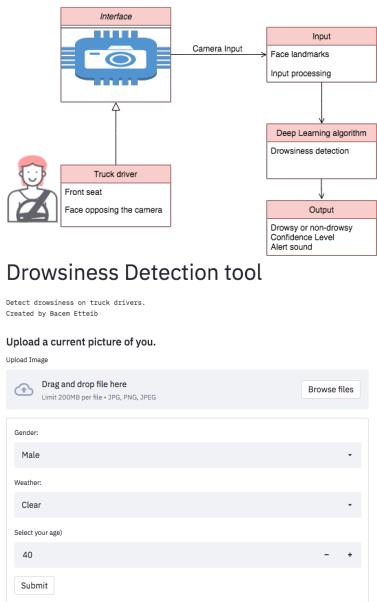 Interface
Camera Input
Input
Face landmarks
Input processing
Deep Learning algorithm
Drowsiness detection
Truck driver
Front seat
Face opposing the camera
Output
Drowsy or non-drowsy
Confidence Level
Alert sound
Drowsiness Detection tool
Detect drowsiness on truck drivers.
Created by Bacem Etteib
Upload a current picture of you.
Upload Image
Drag and drop file here
Limit 200MB per file • JPG, PNG, JPEG
Browse files
Gender:
Male
Weather:
Clear
Select your age)
40
− +
Submit